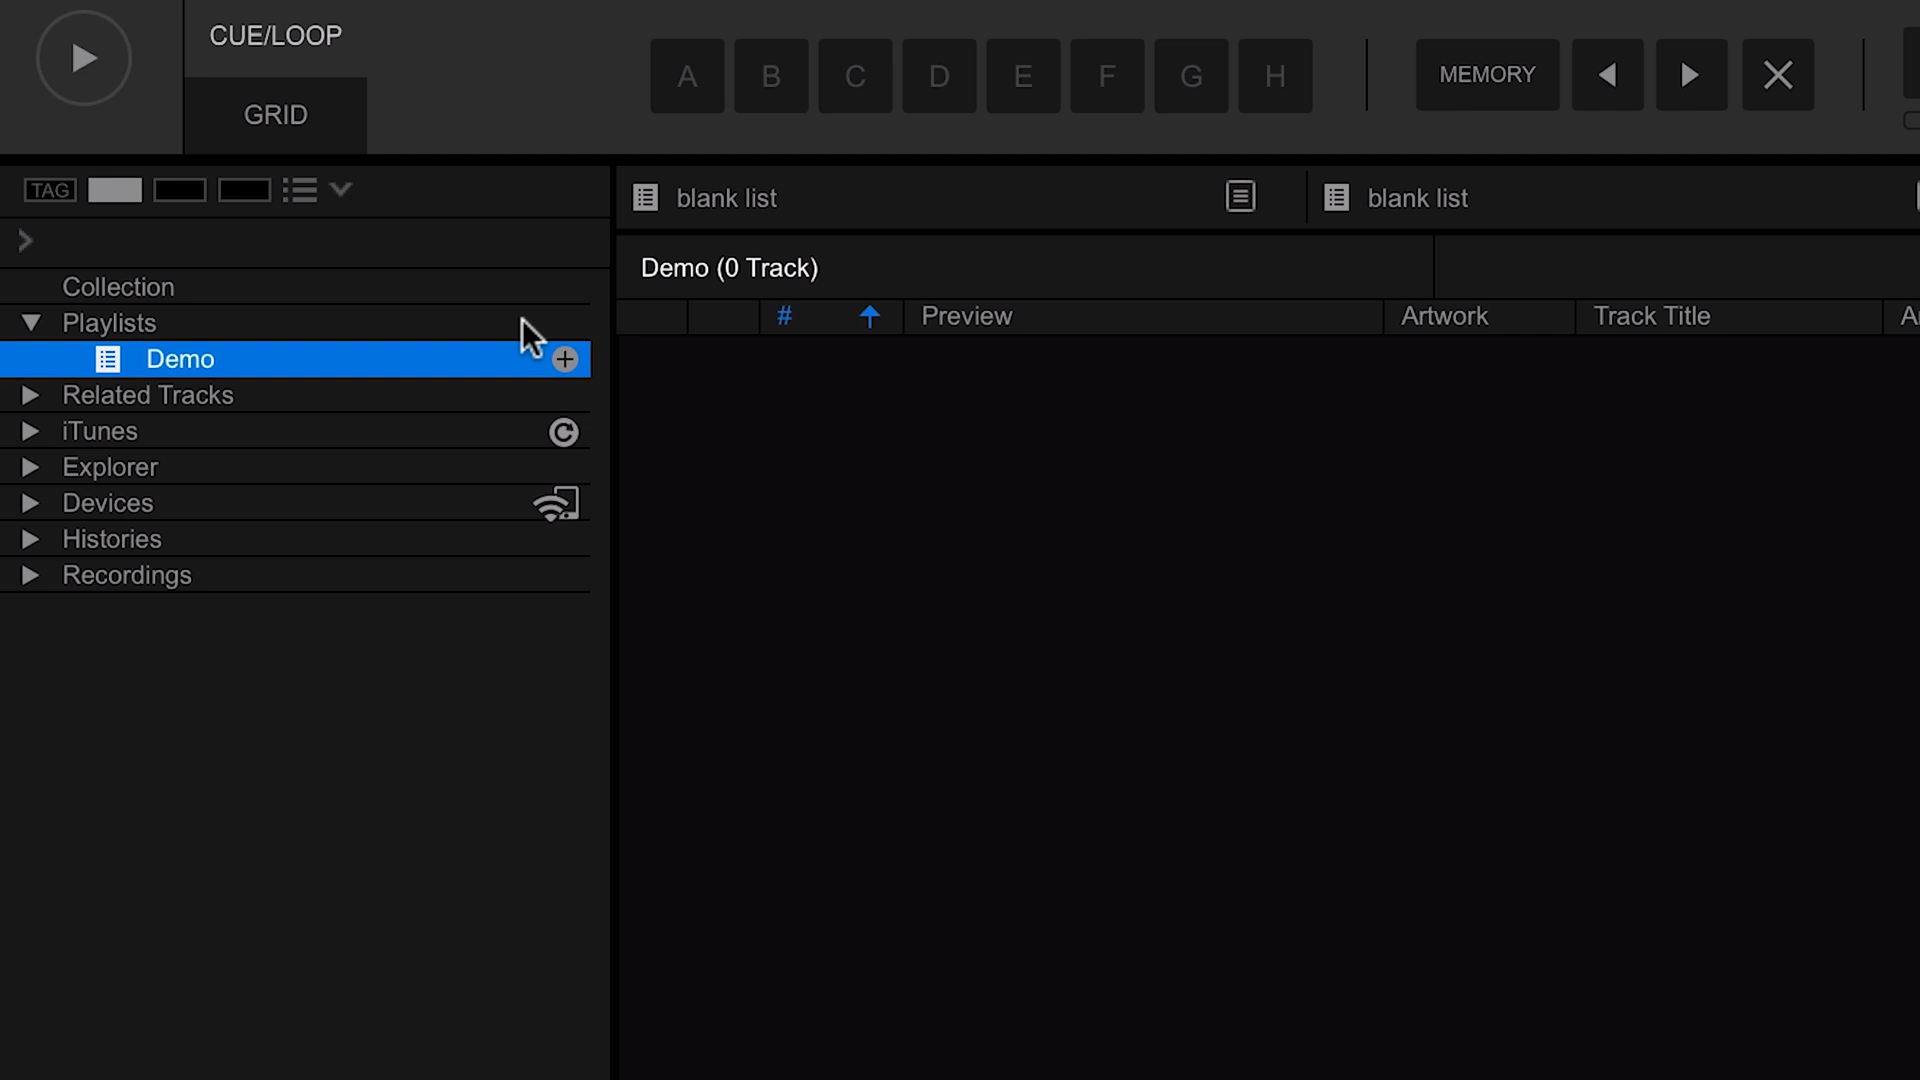 CUE/LOOP
GRID
A B C D E F G H
MEMORY
TAG
blank list
blank list
Demo (0 Track)
# Preview Artwork Track Title
Collection
Playlists
Demo
Related Tracks
iTunes
Explorer
Devices
Histories
Recordings